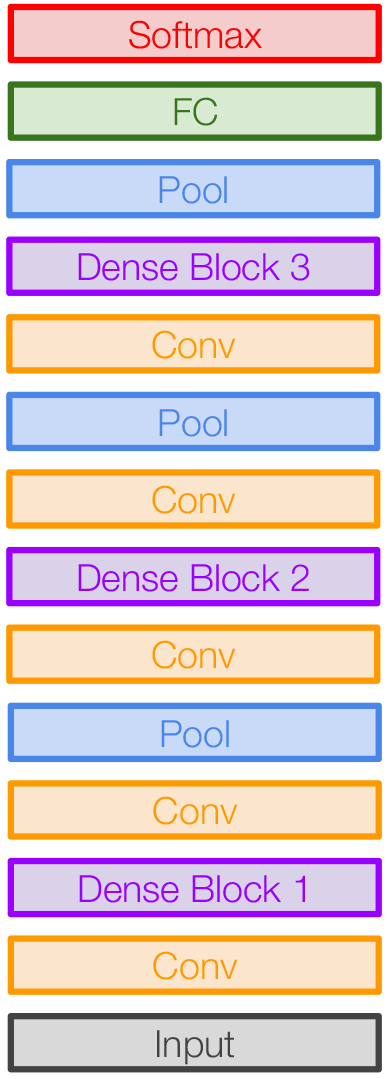 Softmax
FC
Pool
Dense Block 3
Conv
Pool
Conv
Dense Block 2
Conv
Pool
Conv
Dense Block 1
Conv
Input